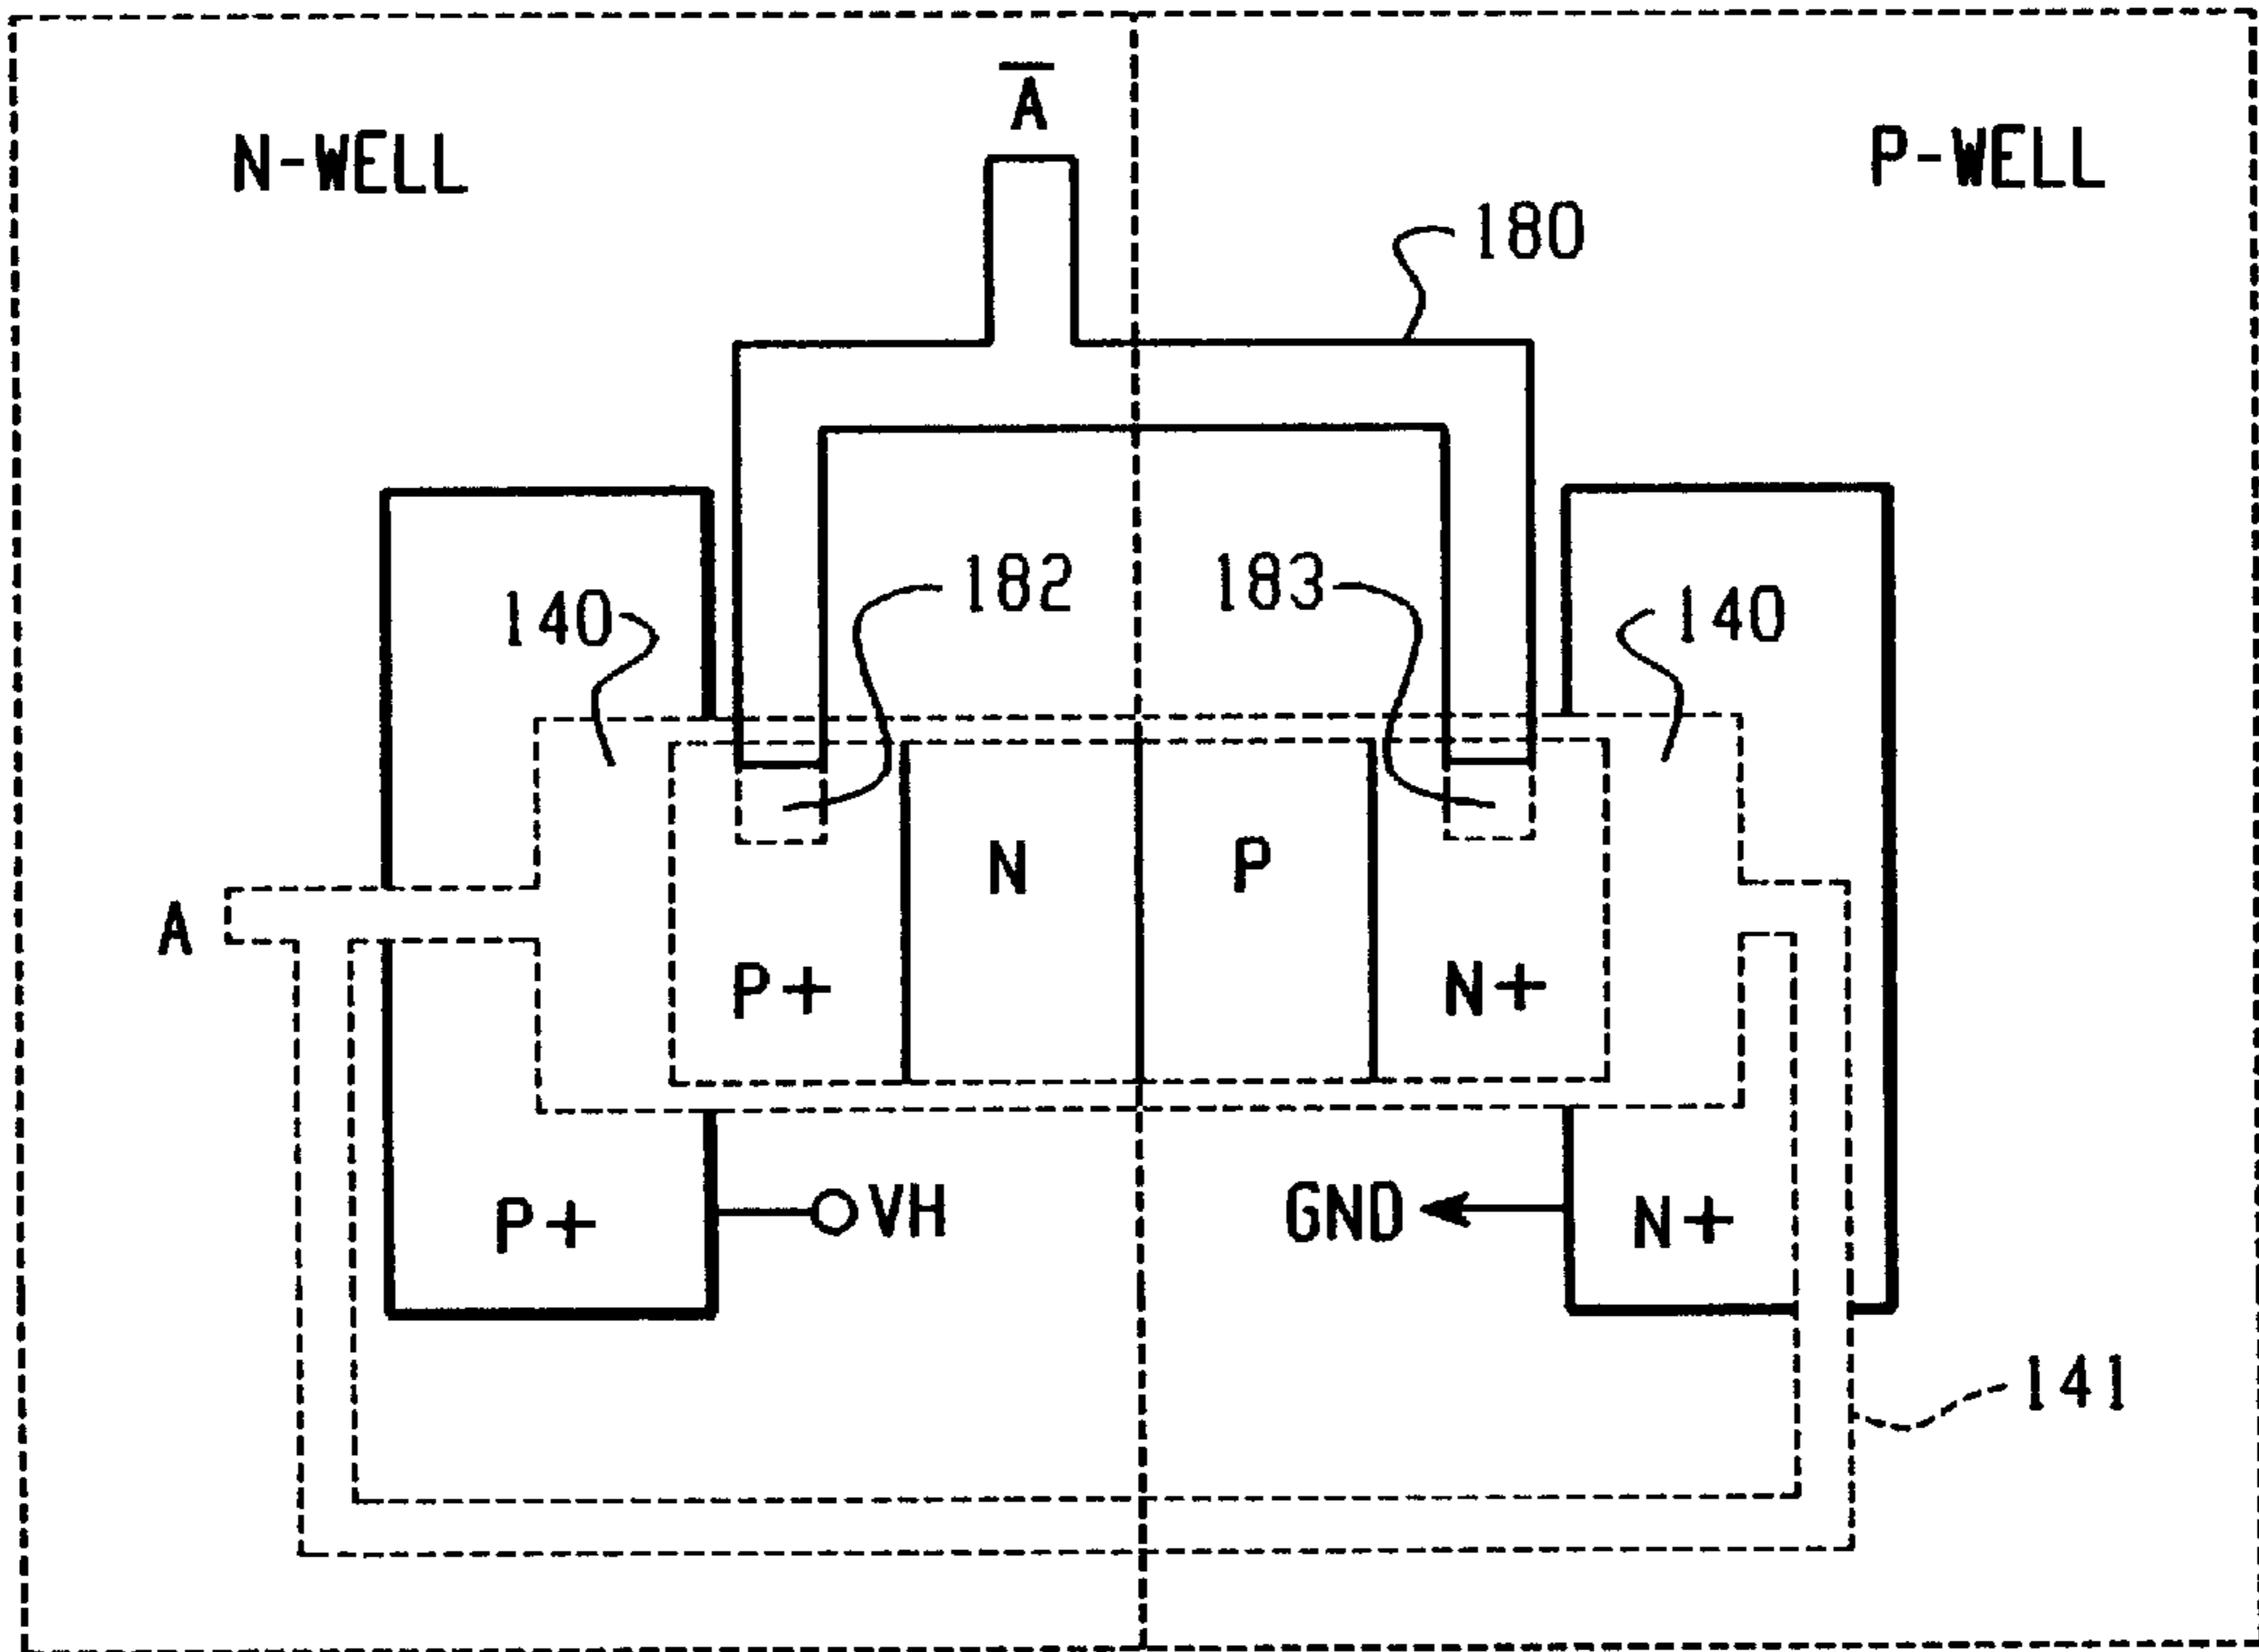 A̅
N-WELL
P-WELL
180
182
183
140
140
N
P
A
P+
N+
P+
VH
GND
N+
141